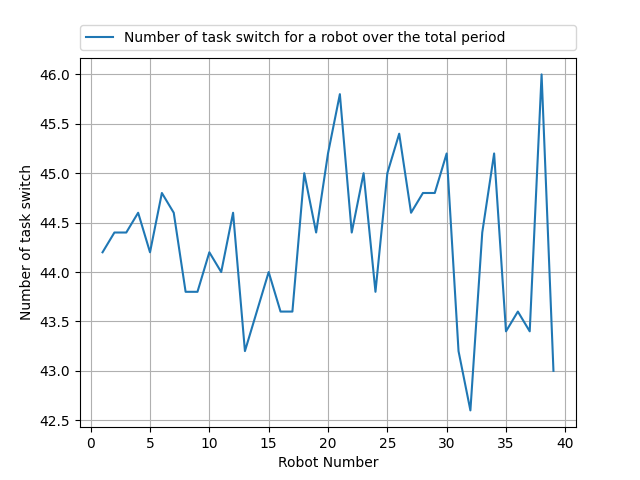 Number of task switch for a robot over the total period
46.0
45.5
45.0
44.5
44.0
43.5
43.0
42.5
Number of task switch
0 5 10 15 20 25 30 35 40
Robot Number